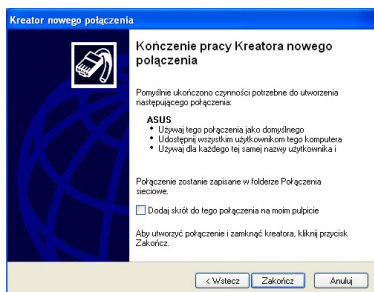 Kreator nowego połączenia
Kończenie pracy Kreatora nowego
połączenia
Pomyślnie ukończono czynności potrzebne do utworzenia
następującego połączenia:
ASUS
• Używaj tego połączenia jako domyślnego
• Udostępnij wszystkim użytkownikom tego komputera
• Używaj dla każdego tej samej nazwy użytkownika i
Połączenie zostanie zapisane w folderze Połączenia
sieciowe.
Dodaj skrót do tego połączenia na moim pulpicie
Aby utworzyć połączenie i zamknąć kreatora, kliknij przycisk
Zakończ.
< Wstecz Zakończ Anuluj